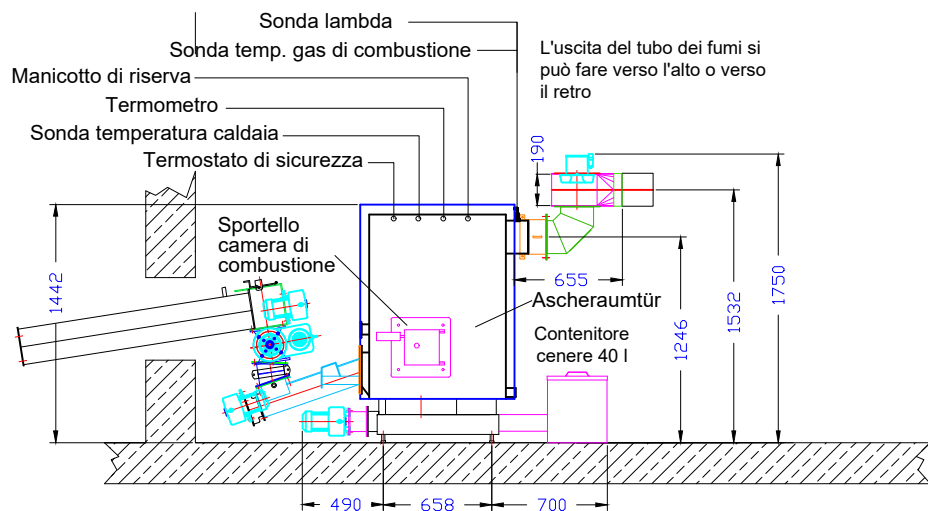 Sonda lambda
Sonda temp. gas di combustione
L'uscita del tubo dei fumi si
può fare verso l'alto o verso
il retro
Manicotto di riserva
Termometro
Sonda temperatura caldaia
Termostato di sicurezza
190
Sportello
camera di
combustione
1442
655
1246
1532
1750
Ascheraumtür
Contenitore
cenere 40 l
490
658
700